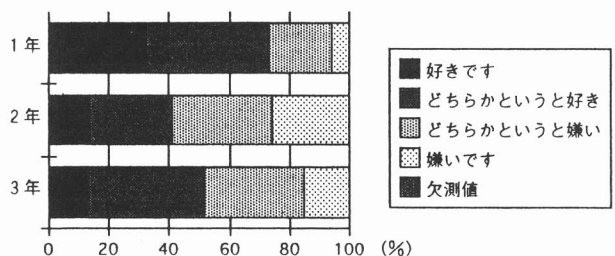 1年
2年
3年
0 20 40 60 80 100 (%)
好きです
どちらかというと好き
どちらかというと嫌い
嫌いです
欠測値